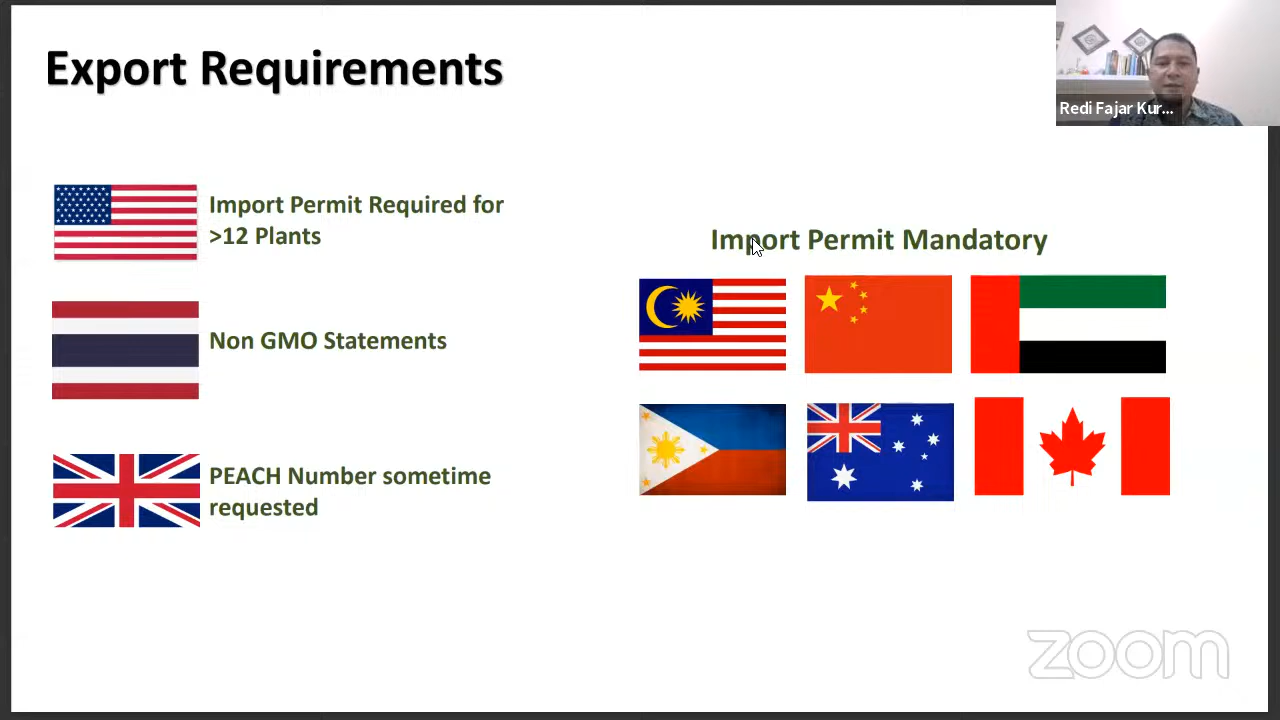 Export Requirements
Redi Fajar Kur...
Import Permit Required for
>12 Plants
Import Permit Mandatory
Non GMO Statements
PEACH Number sometime
requested
zoom